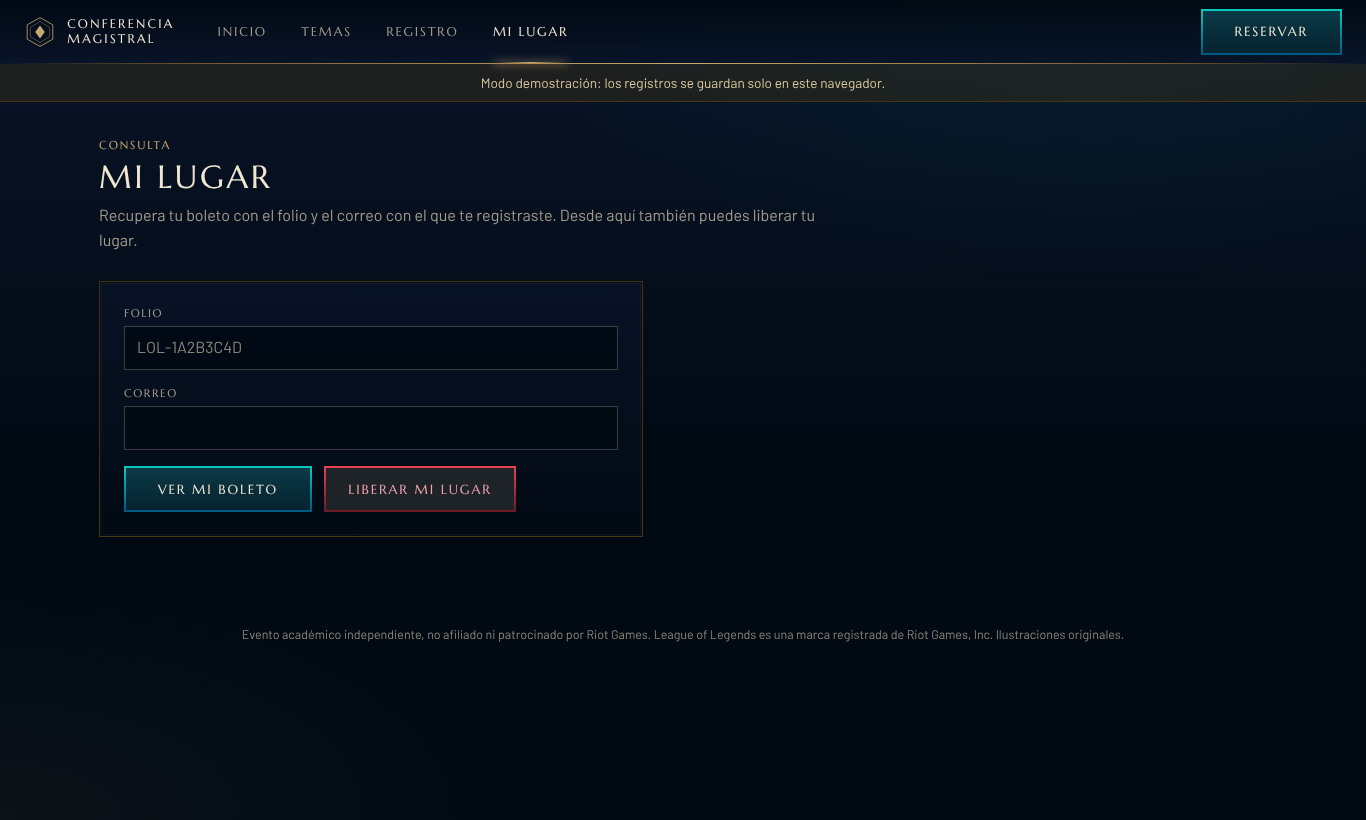 CONFERENCIA
MAGISTRAL
INICIO
TEMAS
REGISTRO
MI LUGAR
RESERVAR
Modo demostración: los registros se guardan solo en este navegador.
CONSULTA
MI LUGAR
Recupera tu boleto con el folio y el correo con el que te registraste. Desde aquí también puedes liberar tu
lugar.
FOLIO
LOL-1A2B3C4D
CORREO
VER MI BOLETO
LIBERAR MI LUGAR
Evento académico independiente, no afiliado ni patrocinado por Riot Games. League of Legends es una marca registrada de Riot Games, Inc. Ilustraciones originales.